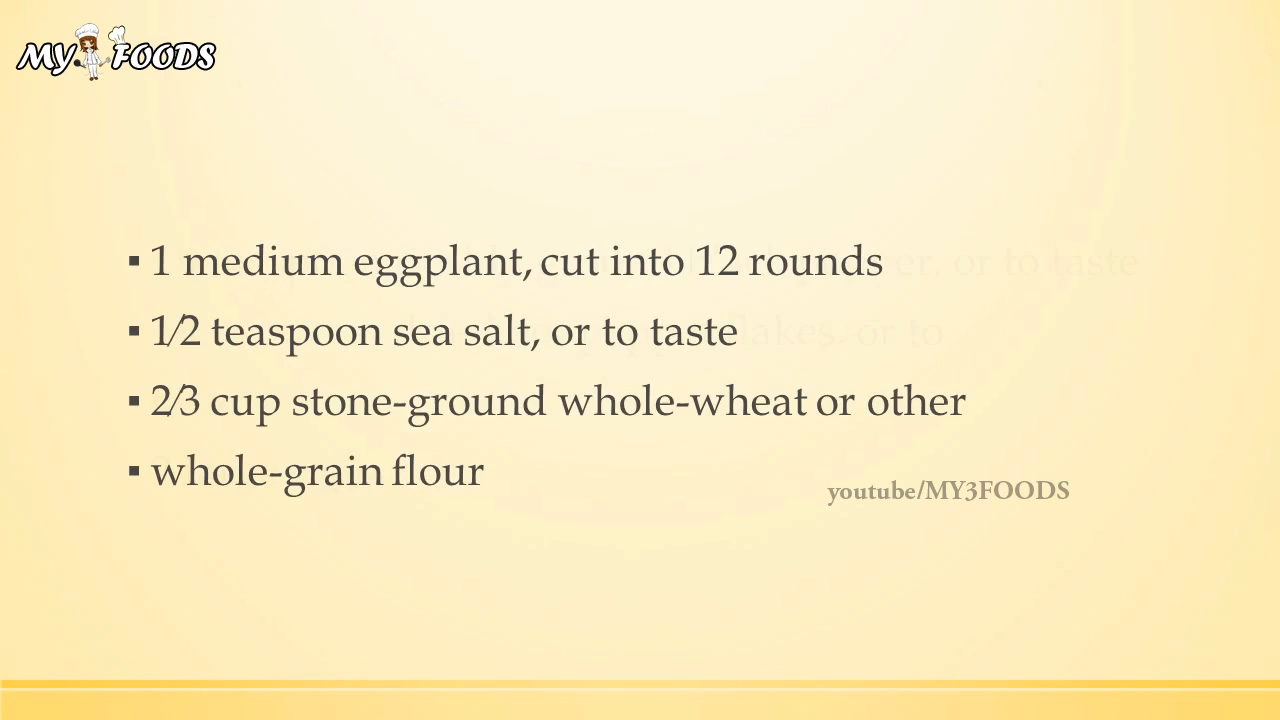 MY FOODS
▪ 1 medium eggplant, cut into 12 rounds
▪ 1⁄2 teaspoon sea salt, or to taste
▪ 2⁄3 cup stone-ground whole-wheat or other
▪ whole-grain flour
youtube/MY3FOODS